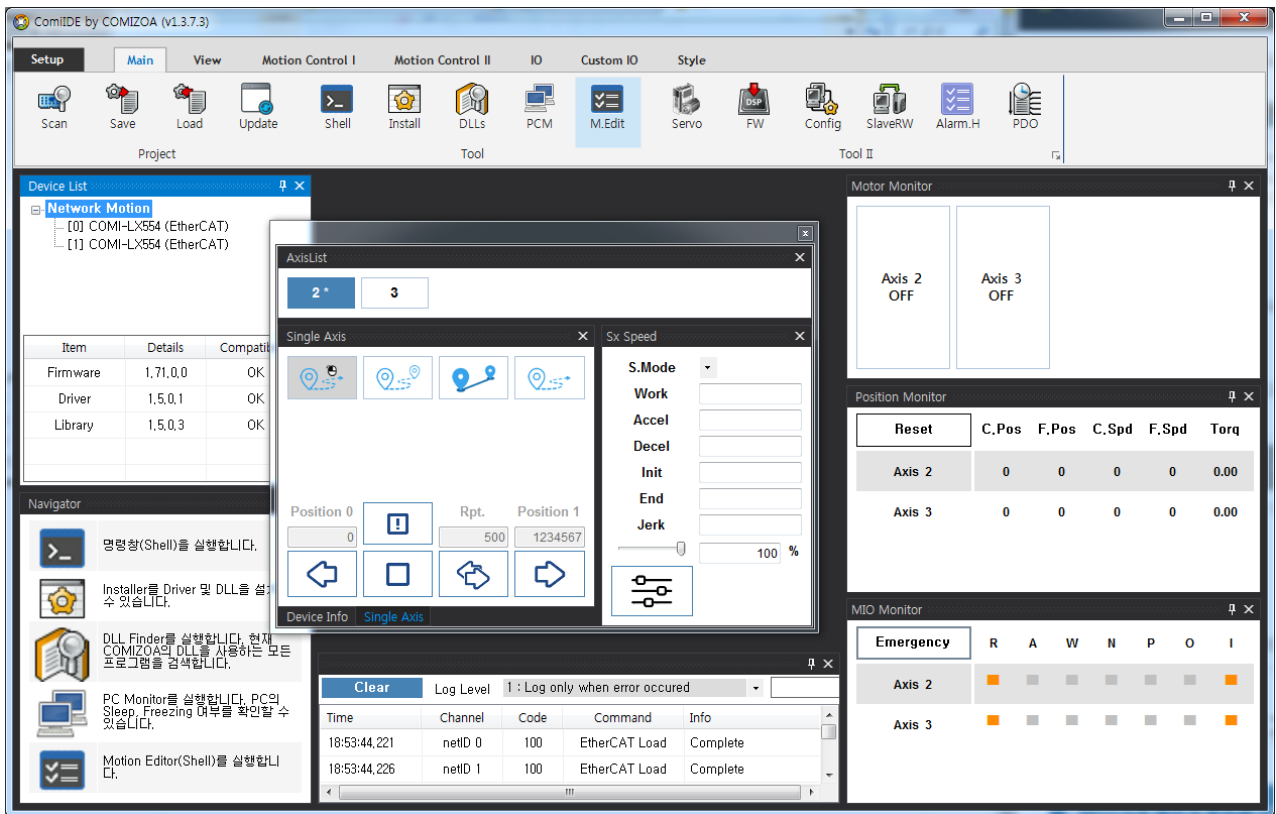 ComiIDE by COMIZOA (v1.3.7.3)
Setup Main View Motion Control I Motion Control II IO Custom IO Style
Scan Save Load Update Shell Install DLLs PCM M.Edit Servo FW Config SlaveRW Alarm.H PDO
DSP
Project Tool Tool II
Device List
Network Motion
[0] COMI-LX554 (EtherCAT)
[1] COMI-LX554 (EtherCAT)
Item Details
Firmware 1,71,0,0 OK
Driver 1,5,0,1 OK
Library 1,5,0,3 OK
Navigator
명령창(Shell)을 실행합니다.
Installer를 Driver 및 DLL을
수 있습니다.
DLL Finder를 실행합니다. 현재
COMIZOA의 DLL을 사용하는 모든
프로그램을 검색합니다.
PC Monitor를 실행합니다. PC의
Sleep, Freezing 여부를 확인할 수
있습니다.
Motion Editor(Shell)를 실행합니
다.
AxisList
2 * 3
Single Axis
Position 0 Rpt. Position 1
0 500 1234567
Device Info Single Axis
Sx Speed
S.Mode
Work
Accel
Decel
Init
End
Jerk
100 %
Clear Log Level 1 : Log only when error occured
Time Channel Code Command Info
18:53:44,221 netID 0 100 EtherCAT Load Complete
18:53:44,226 netID 1 100 EtherCAT Load Complete
Motor Monitor
Axis 2 Axis 3
OFF OFF
Position Monitor
Reset C.Pos F.Pos C.Spd F.Spd Torq
Axis 2 0 0 0 0 0.00
Axis 3 0 0 0 0 0.00
MIO Monitor
Emergency R A W N P O I
Axis 2
Axis 3